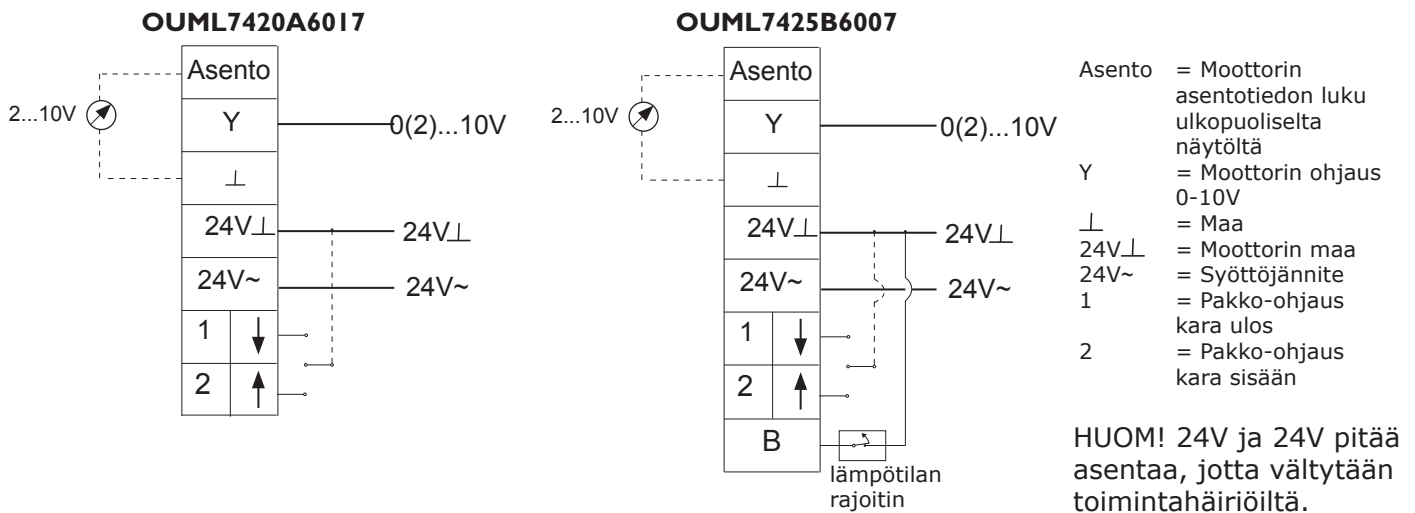 OUML7420A6017
Asento
2...10V
Y
0(2)...10V
⊥
24V⊥
24V⊥
24V~
24V~
1
2
OUML7425B6007
Asento
2...10V
Y
0(2)...10V
⊥
24V⊥
24V⊥
24V~
24V~
1
2
B
lämpötilan
rajoitin
Asento = Moottorin
asentotiedon luku
ulkopuoliselta
näytöltä
Y = Moottorin ohjaus
0-10V
⊥ = Maa
24V⊥ = Moottorin maa
24V~ = Syöttöjännite
1 = Pakko-ohjaus
kara ulos
2 = Pakko-ohjaus
kara sisään
HUOM! 24V ja 24V pitää
asentaa, jotta vältytään
toimintahäiriöiltä.